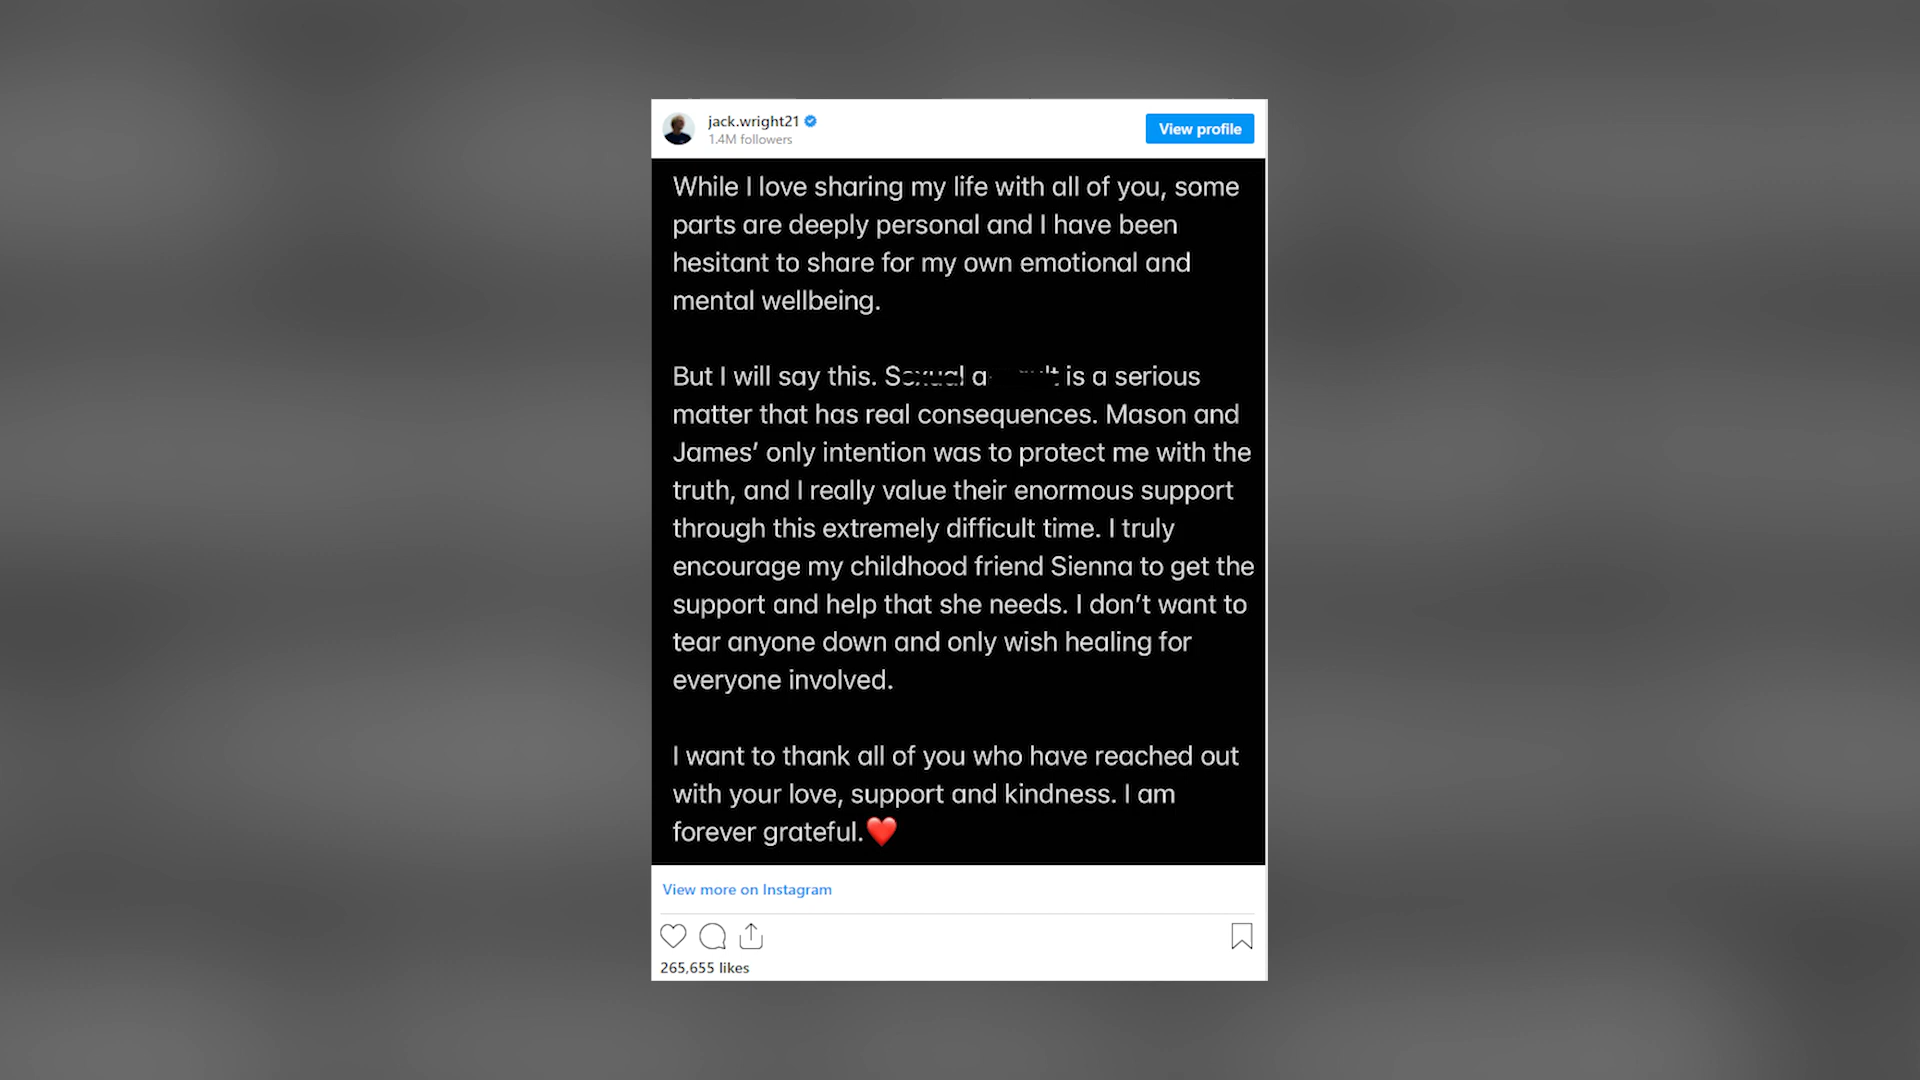 jack.wright21
1.4M followers
View profile
While I love sharing my life with all of you, some
parts are deeply personal and I have been
hesitant to share for my own emotional and
mental wellbeing.
But I will say this. Sexual is a serious
matter that has real consequences. Mason and
James’ only intention was to protect me with the
truth, and I really value their enormous support
through this extremely difficult time. I truly
encourage my childhood friend Sienna to get the
support and help that she needs. I don’t want to
tear anyone down and only wish healing for
everyone involved.
I want to thank all of you who have reached out
with your love, support and kindness. I am
forever grateful.❤️
View more on Instagram
265,655 likes